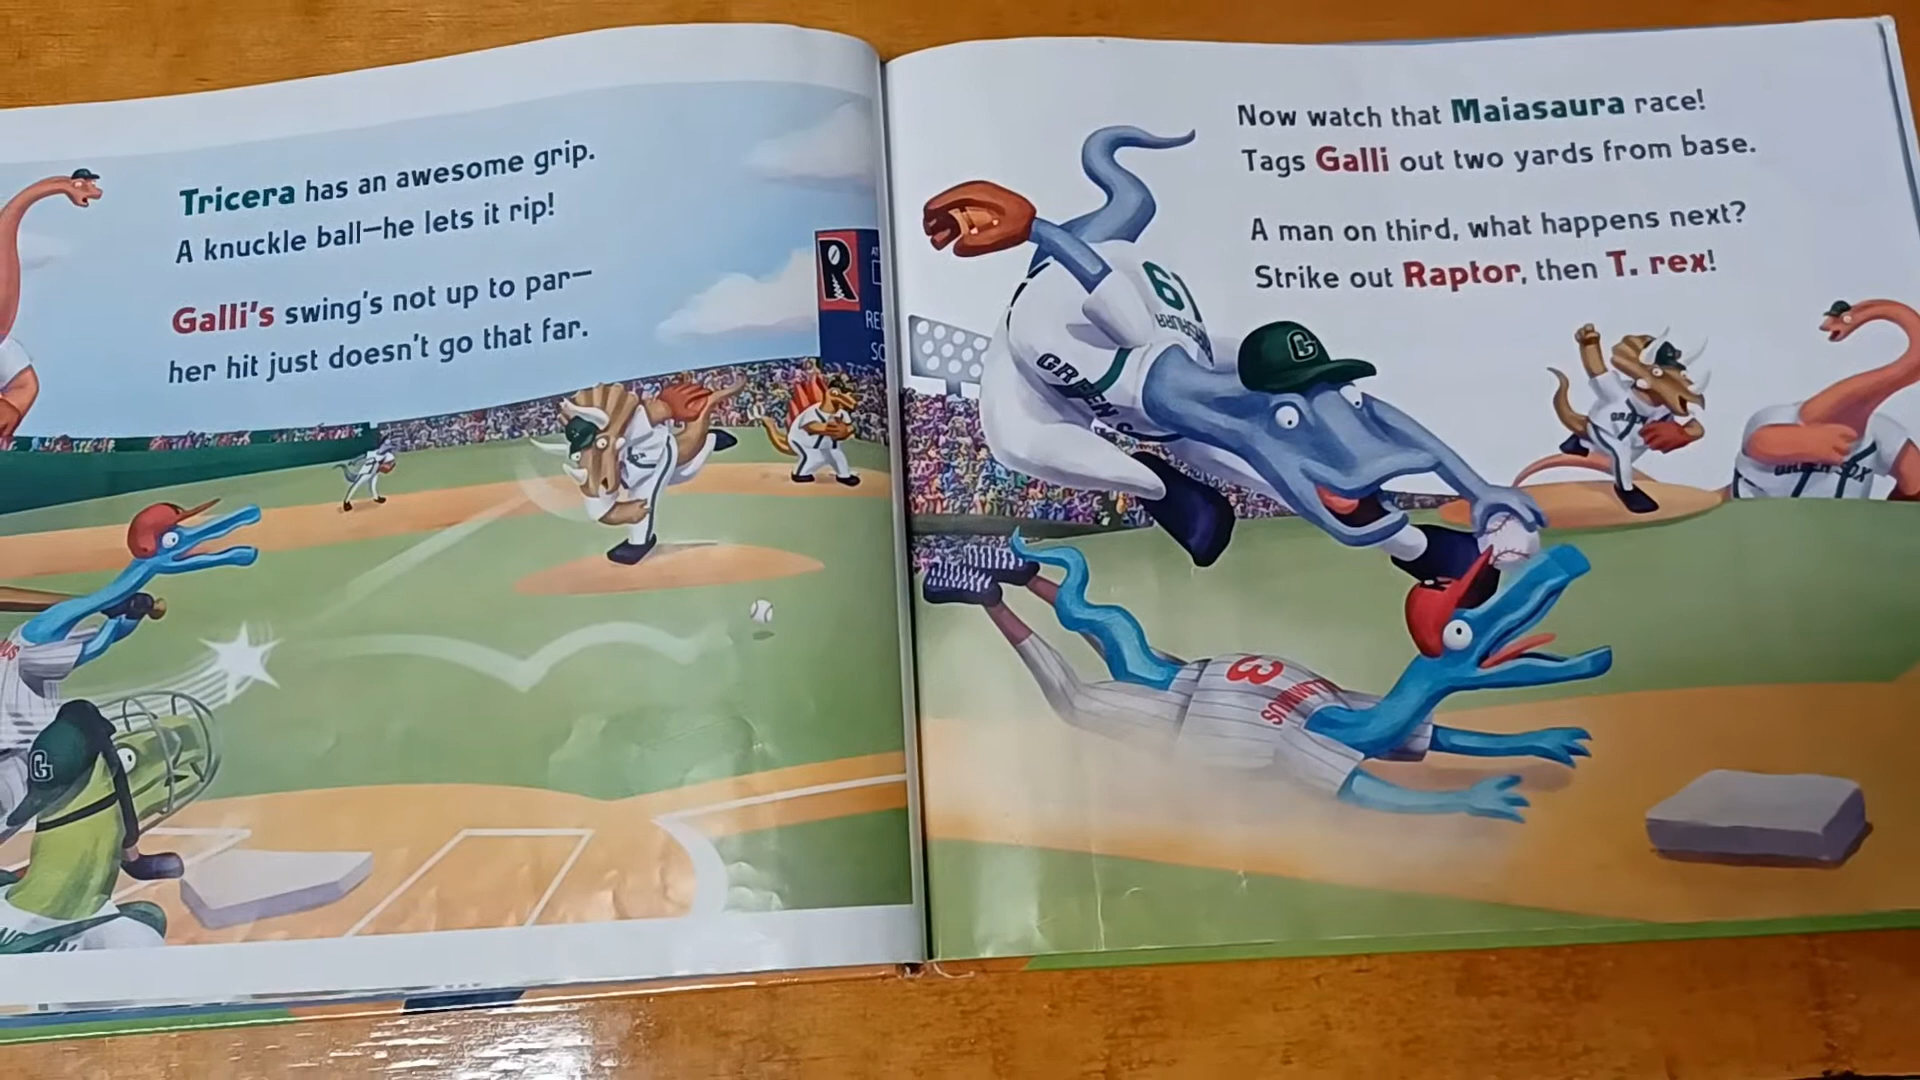 Tricera has an awesome grip.
A knuckle ball—he lets it rip!
Galli's swing's not up to par—
her hit just doesn't go that far.
R
Now watch that Maiasaura race!
Tags Galli out two yards from base.
A man on third, what happens next?
Strike out Raptor, then T. rex!
G
G
3